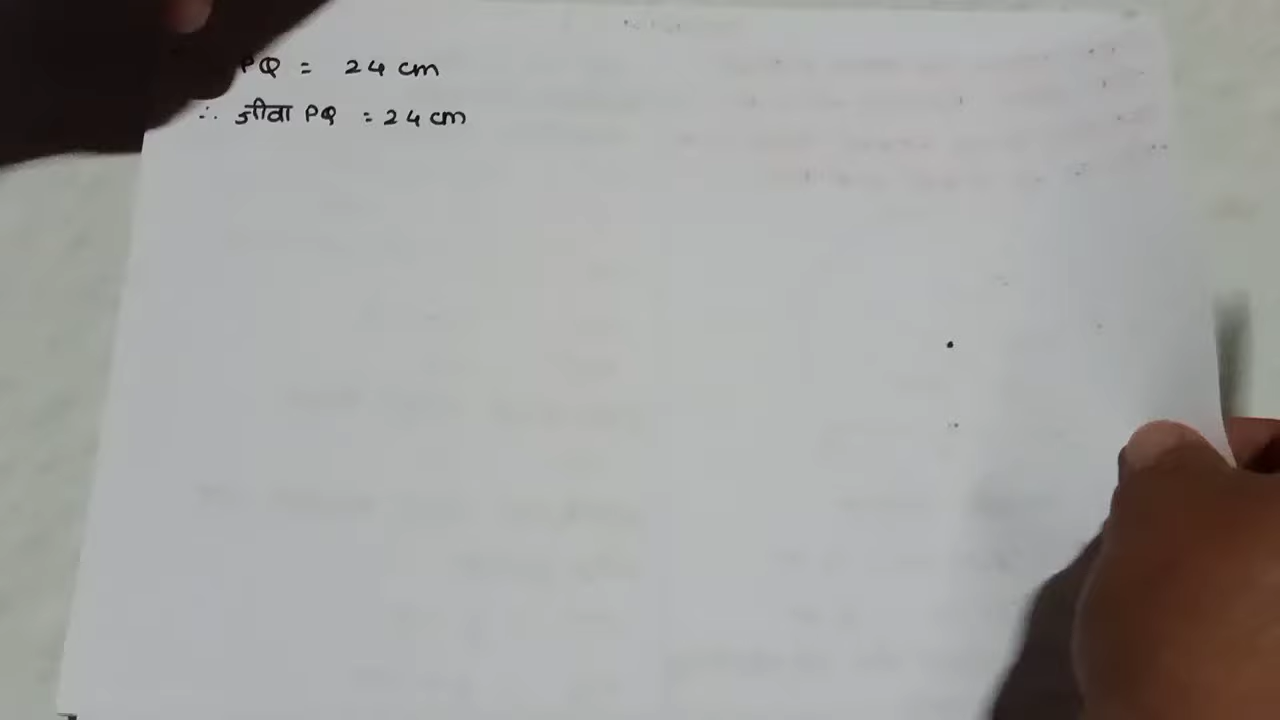 PQ = 24 cm
∴ जीवा PQ = 24 cm